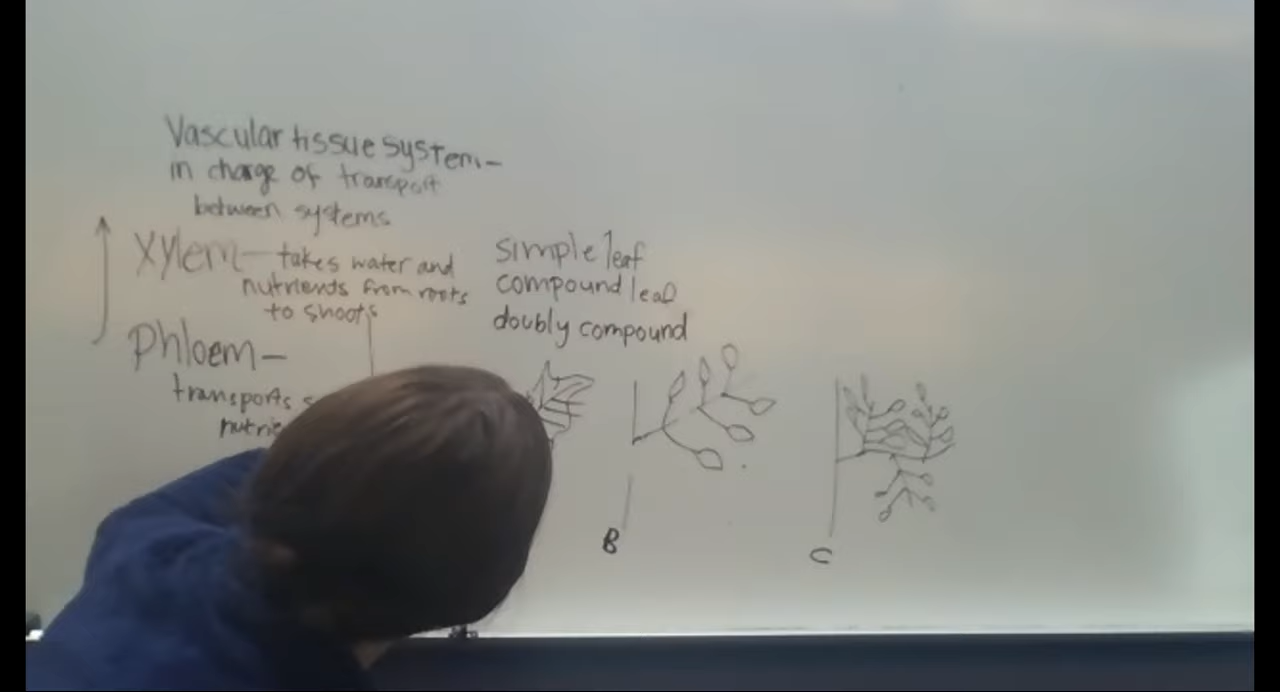 Vascular tissue system-
in charge of transport
between systems
Xylem- takes water and
nutrients from roots
to shoots
Phloem-
transports
simple leaf
compound leaf
doubly compound
B
C